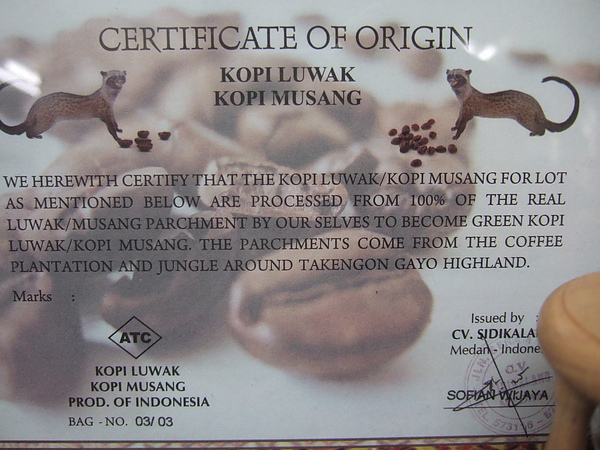 CERTIFICATE OF ORIGIN
KOPI LUWAK
KOPI MUSANG
WE HEREWITH CERTIFY THAT THE KOPI LUWAK/KOPI MUSANG FOR LOT
AS MENTIONED BELOW ARE PROCESSED FROM 100% OF THE REAL
LUWAK/MUSANG PARCHMENT BY OUR SELVES TO BECOME GREEN KOPI
LUWAK/KOPI MUSANG. THE PARCHMENTS COME FROM THE COFFEE
PLANTATION AND JUNGLE AROUND TAKENGON GAYO HIGHLAND.
Marks :
ATC
KOPI LUWAK
KOPI MUSANG
PROD. OF INDONESIA
BAG - NO. 03/03
Issued by :
CV. SIDIKALA
Medan - Indone
SOFIAN WIJAYA